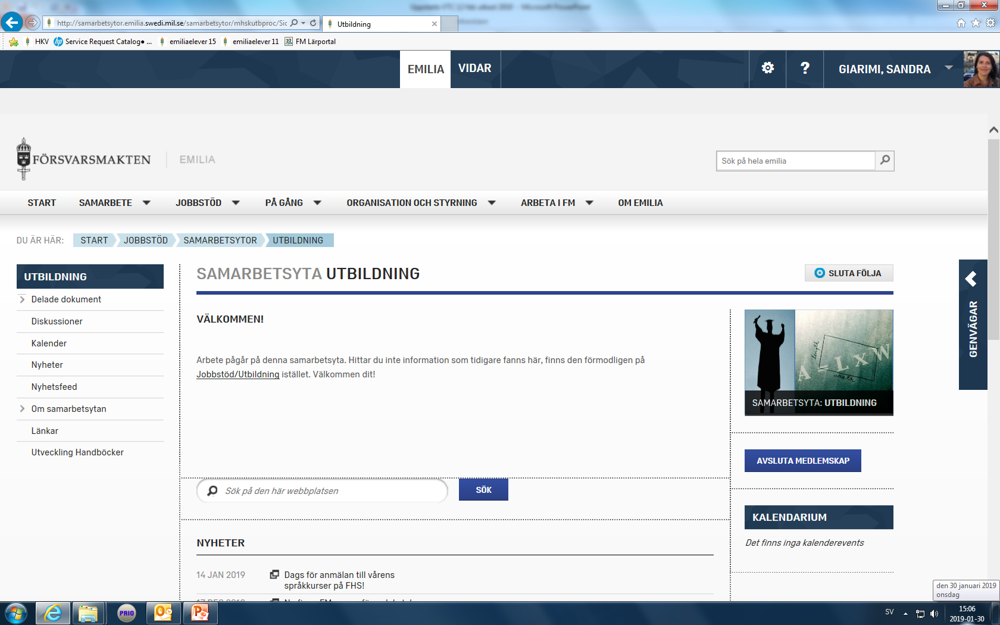 http://samarbetsytor.emilia.swedi.mil.se/samarbetsytor/mhskutbproc/Sic
Utbildning
HKV
Service Request Catalog● ...
emiliaelever 15
emiliaelever 11
FM Lärportal
EMILIA
VIDAR
?
GIARIMI, SANDRA
FÖRSVARSMAKTEN
EMILIA
Sök på hela emilia
START
SAMARBETE
JOBBSTÖD
PÅ GÅNG
ORGANISATION OCH STYRNING
ARBETA I FM
OM EMILIA
DU ÄR HÄR:
START
JOBBSTÖD
SAMARBETSYTOR
UTBILDNING
UTBILDNING
Delade dokument
Diskussioner
Kalender
Nyheter
Nyhetsfeed
Om samarbetsytan
Länkar
Utveckling Handböcker
SAMARBETSYTA UTBILDNING
SLUTA FÖLJA
VÄLKOMMEN!
Arbete pågår på denna samarbetsyta. Hittar du inte information som tidigare fanns här, finns den förmodligen på
Jobbstöd/Utbildning istället. Välkommen dit!
Sök på den här webbplatsen
SÖK
NYHETER
14 JAN 2019
Dags för anmälan till vårens
språkkurser på FHS!
length
A = L X W
SAMARBETSYTA: UTBILDNING
AVSLUTA MEDLEMSKAP
KALENDARIUM
Det finns inga kalenderevents
GENVÄGAR
den 30 januari 2019
onsdag
PRIO
SV
15:06
2019-01-30